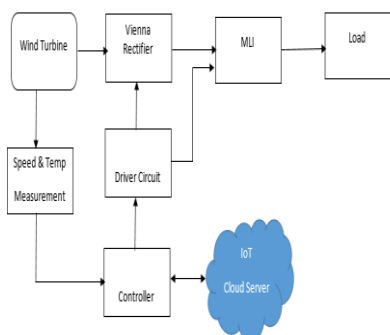 Wind Turbine
Vienna
Rectifier
MLI
Load
Speed & Temp
Measurement
Driver Circuit
Controller
IoT
Cloud Server